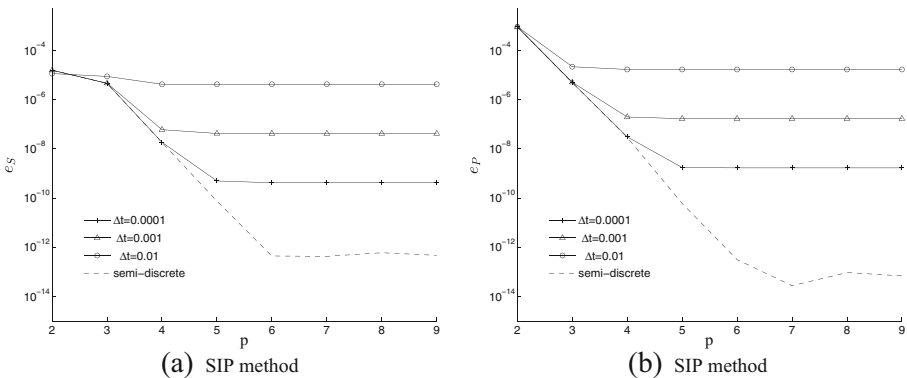 10^−4
10^−6
10^−8
10^−10
10^−12
10^−14
e_S
Δt=0.0001
Δt=0.001
Δt=0.01
semi−discrete
2 3 4 5 6 7 8 9
p
(a) SIP method
10^−4
10^−6
10^−8
10^−10
10^−12
10^−14
e_P
Δt=0.0001
Δt=0.001
Δt=0.01
semi−discrete
2 3 4 5 6 7 8 9
p
(b) SIP method